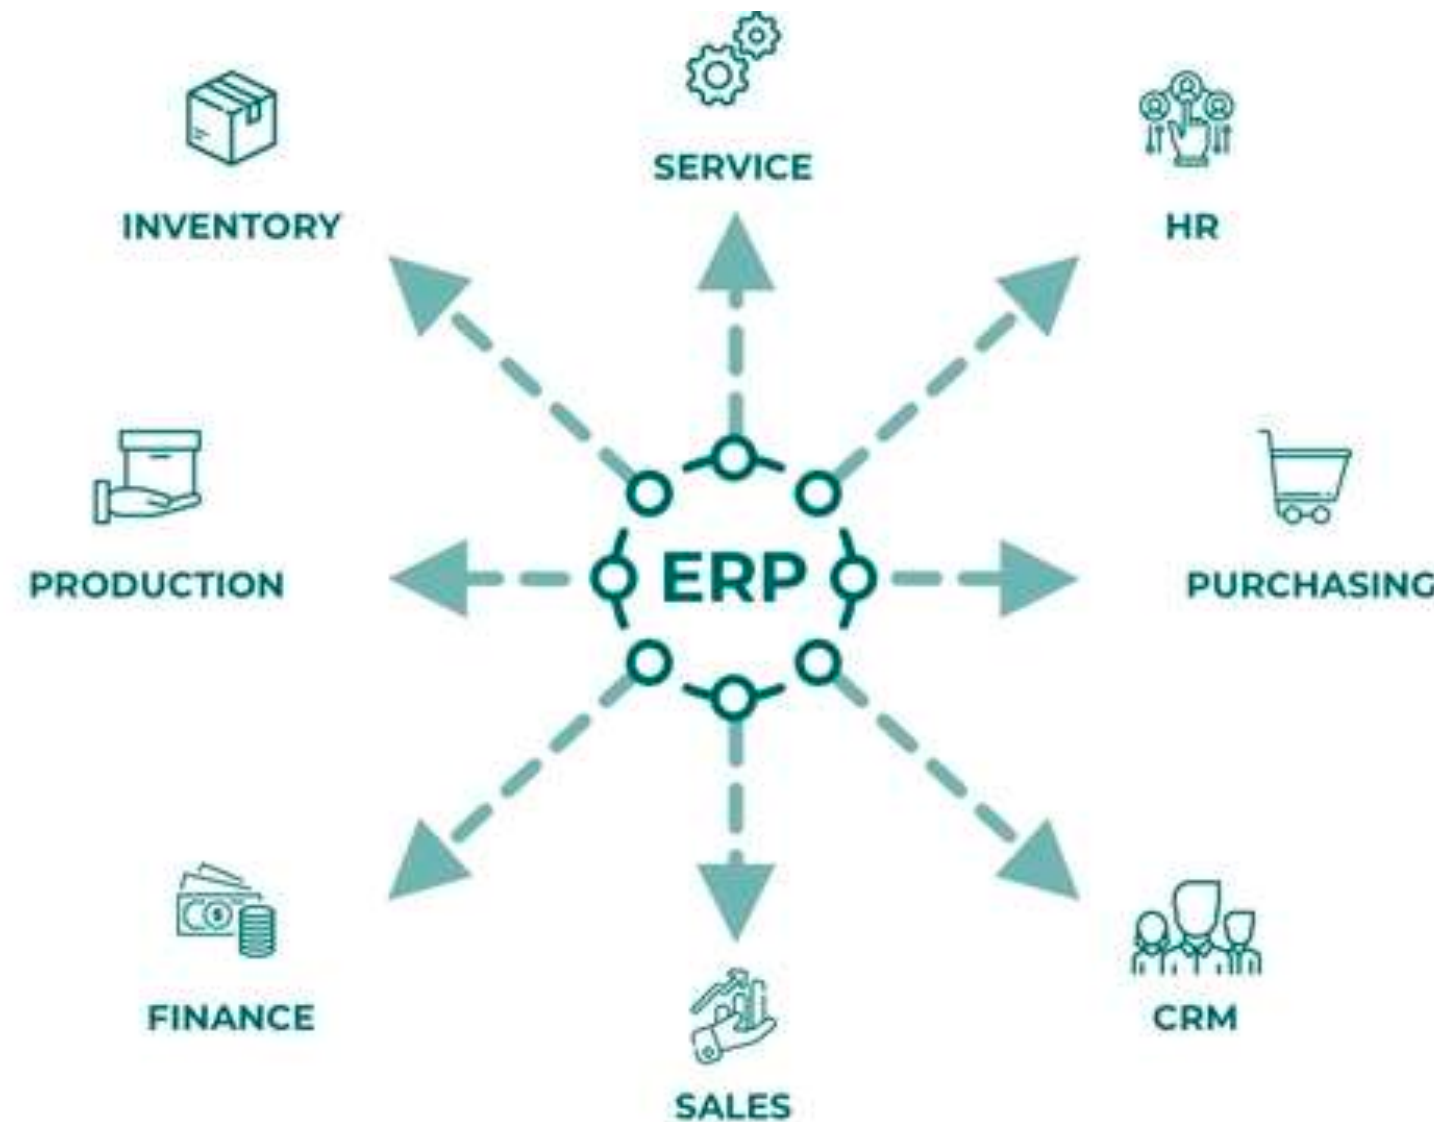 SERVICE
INVENTORY
HR
ERP
PRODUCTION
PURCHASING
FINANCE
CRM
SALES